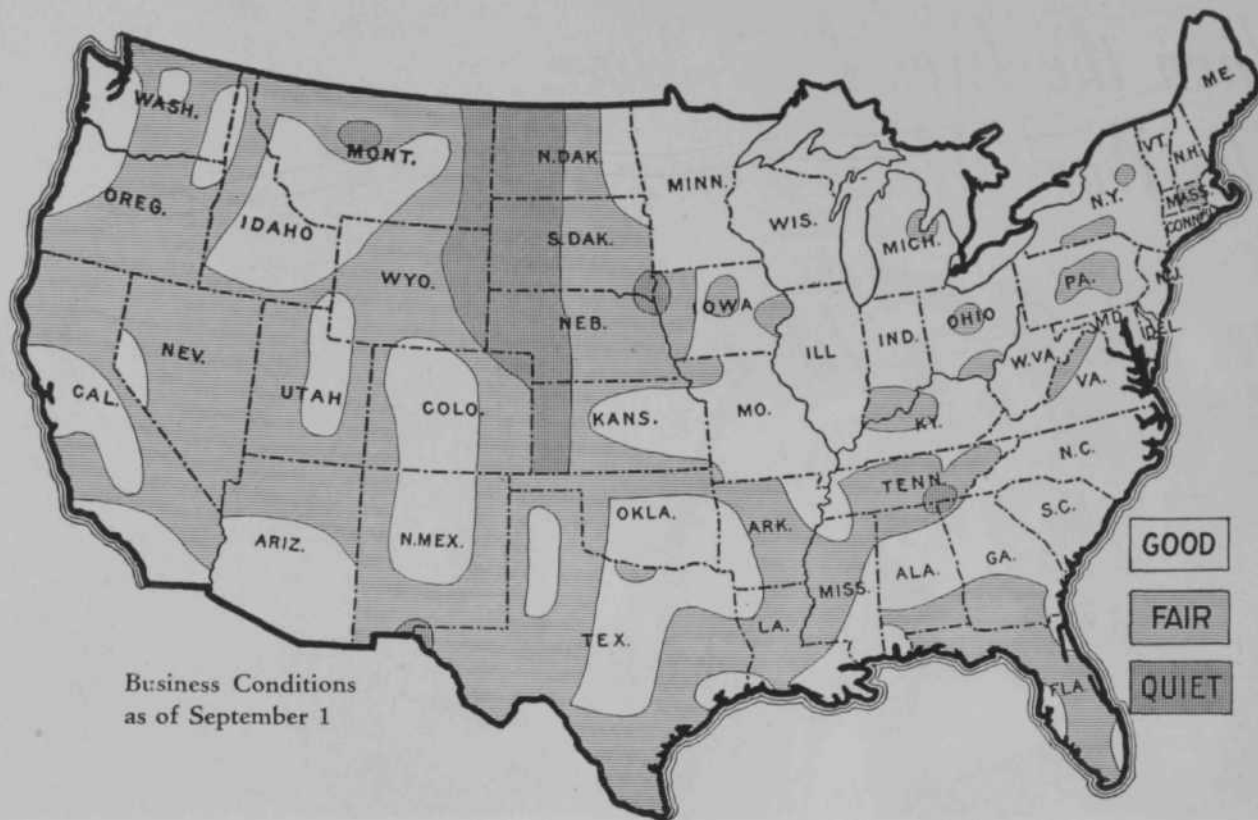 WASH.
MONT.
N.DAK.
MINN.
ME.
VT.
N.H.
OREG.
IDAHO
S.DAK.
WIS.
MICH.
N.Y.
MASS.
CONN.
WYO.
NEB.
IOWA
PA.
N.J.
NEV.
UTAH
COLO.
KANS.
MO.
ILL
IND.
OHIO
W.VA.
MD.
DEL.
CAL.
VA.
KY.
ARIZ.
N.MEX.
OKLA.
ARK.
TENN.
N.C.
S.C.
TEX.
LA.
MISS.
ALA.
GA.
FLA.
GOOD
FAIR
QUIET
Business Conditions
as of September 1